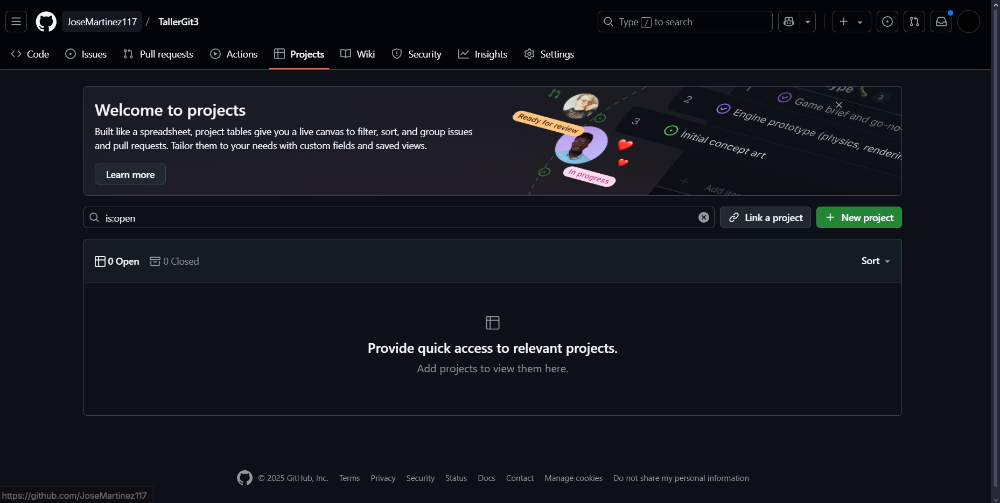 JoseMartinez117 / TallerGit3
Type / to search
Code Issues Pull requests Actions Projects Wiki Security Insights Settings
Welcome to projects
Built like a spreadsheet, project tables give you a live canvas to filter, sort, and group issues
and pull requests. Tailor them to your needs with custom fields and saved views.
Learn more
Ready for review
In progress
1
3
2
Game brief and go-no-
Engine prototype (physics, renderin
3
Initial concept art
+ Add ite
is:open
Link a project
New project
0 Open 0 Closed
Sort
Provide quick access to relevant projects.
Add projects to view them here.
© 2025 GitHub, Inc. Terms Privacy Security Status Docs Contact Manage cookies Do not share my personal information
https://github.com/JoseMartinez117